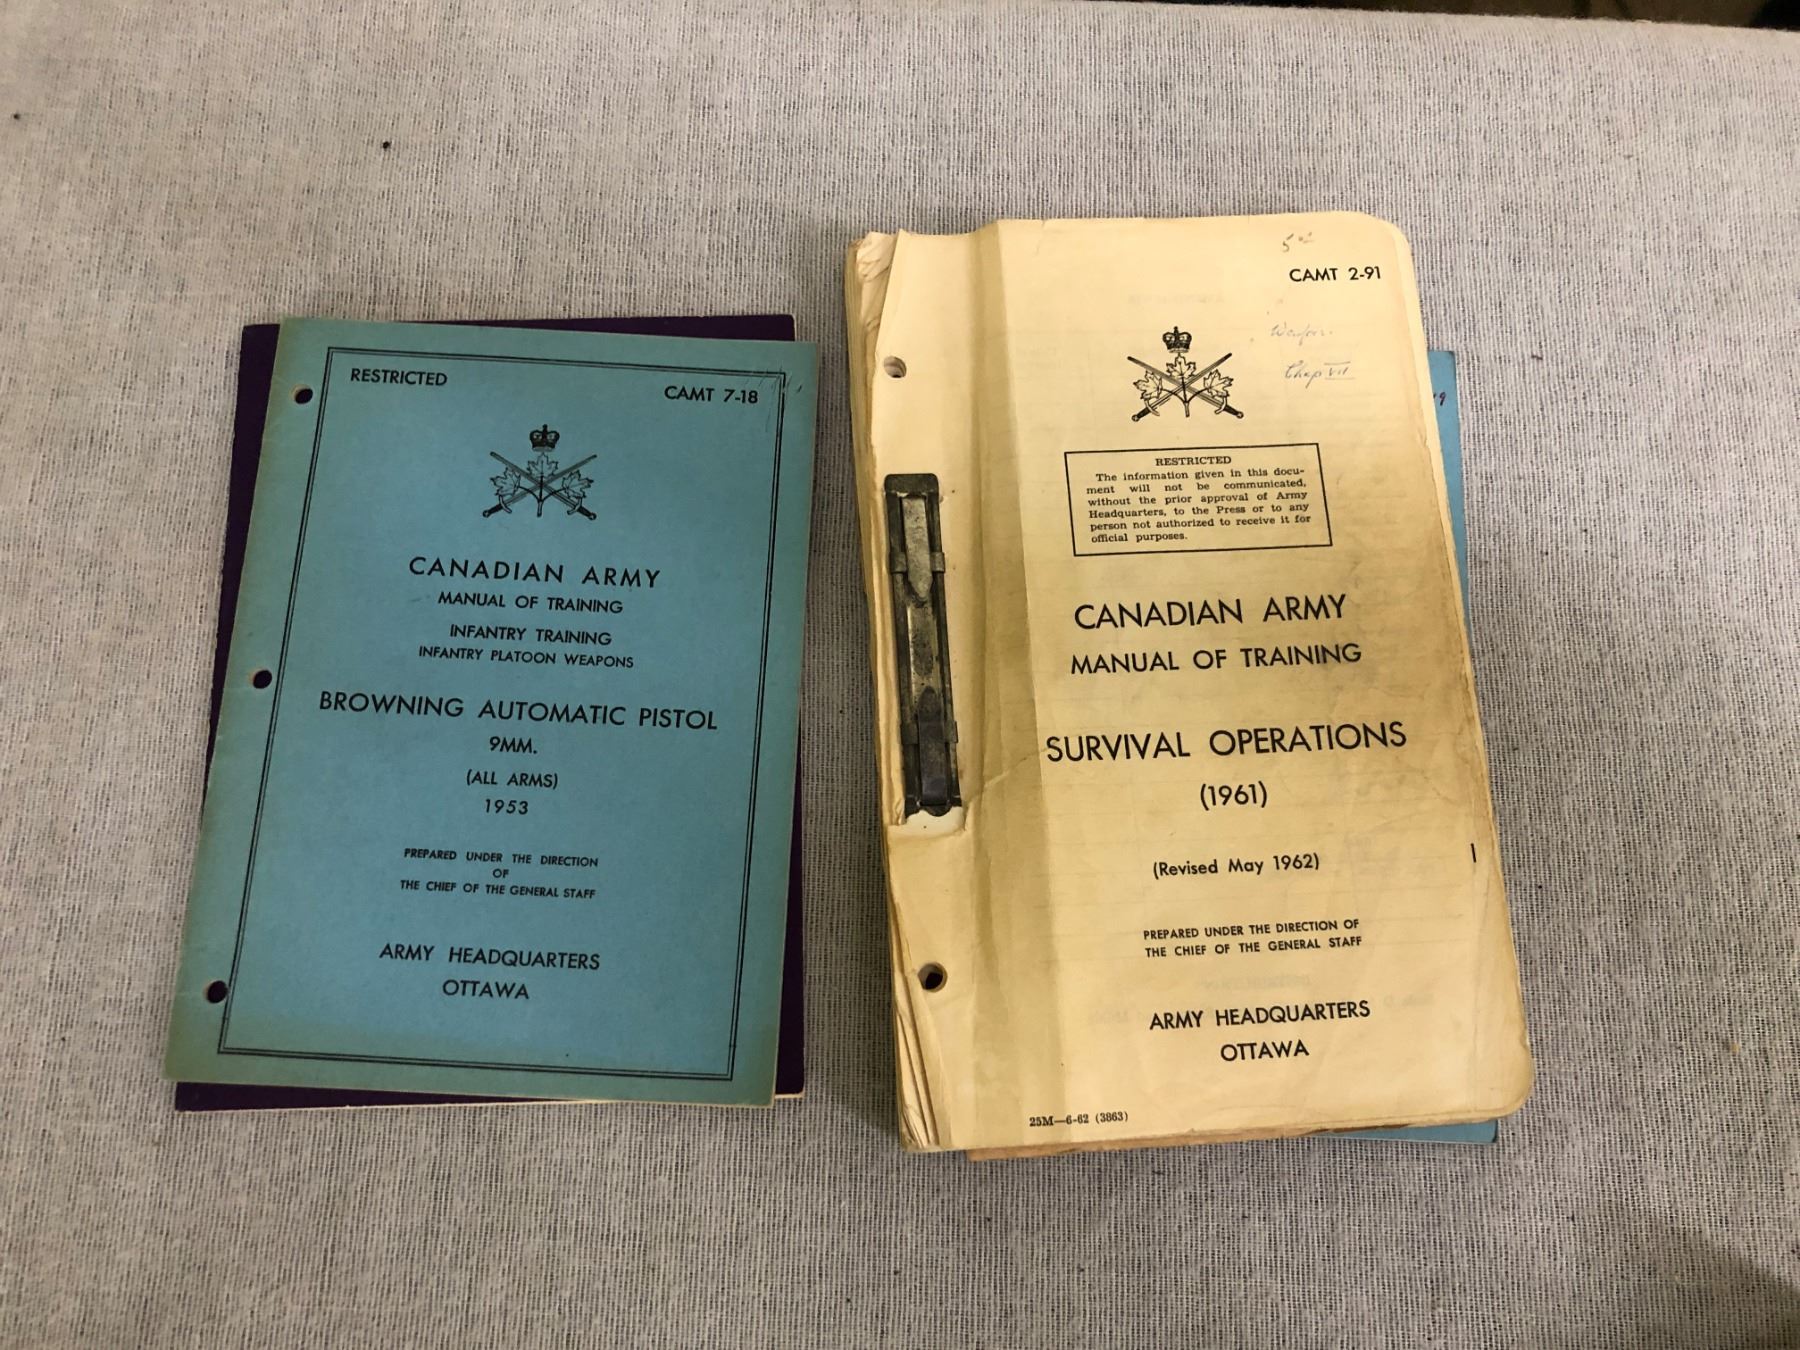 RESTRICTED
CAMT 7-18
CANADIAN ARMY
MANUAL OF TRAINING
INFANTRY TRAINING
INFANTRY PLATOON WEAPONS
BROWNING AUTOMATIC PISTOL
9MM.
(ALL ARMS)
1953
PREPARED UNDER THE DIRECTION
OF
THE CHIEF OF THE GENERAL STAFF
ARMY HEADQUARTERS
OTTAWA
CAMT 2-91
Chap VII
RESTRICTED
The information given in this docu-
ment will not be communicated,
without the prior approval of Army
Headquarters, to the Press or to any
person not authorized to receive it for
official purposes.
CANADIAN ARMY
MANUAL OF TRAINING
SURVIVAL OPERATIONS
(1961)
(Revised May 1962)
PREPARED UNDER THE DIRECTION OF
THE CHIEF OF THE GENERAL STAFF
ARMY HEADQUARTERS
OTTAWA
25M—6-62 (3863)